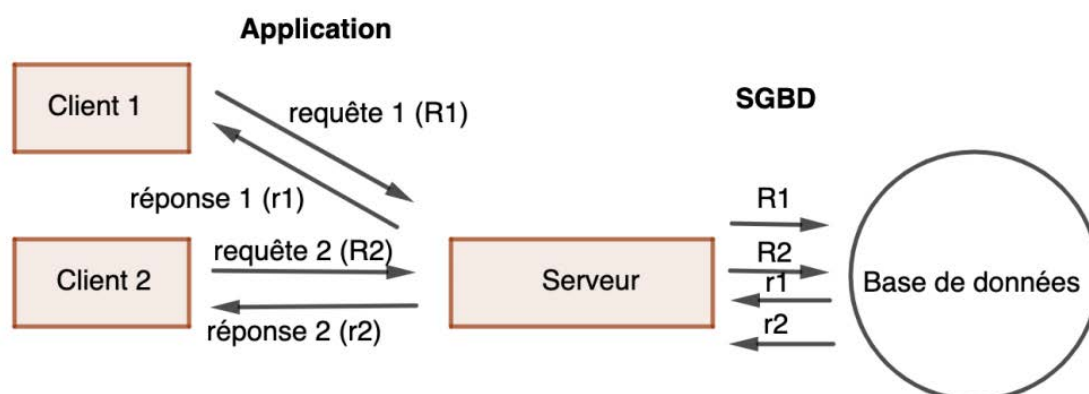 Application
Client 1
requête 1 (R1)
SGBD
réponse 1 (r1)
R1
requête 2 (R2)
Client 2
Serveur
R2
r1
Base de données
réponse 2 (r2)
r2